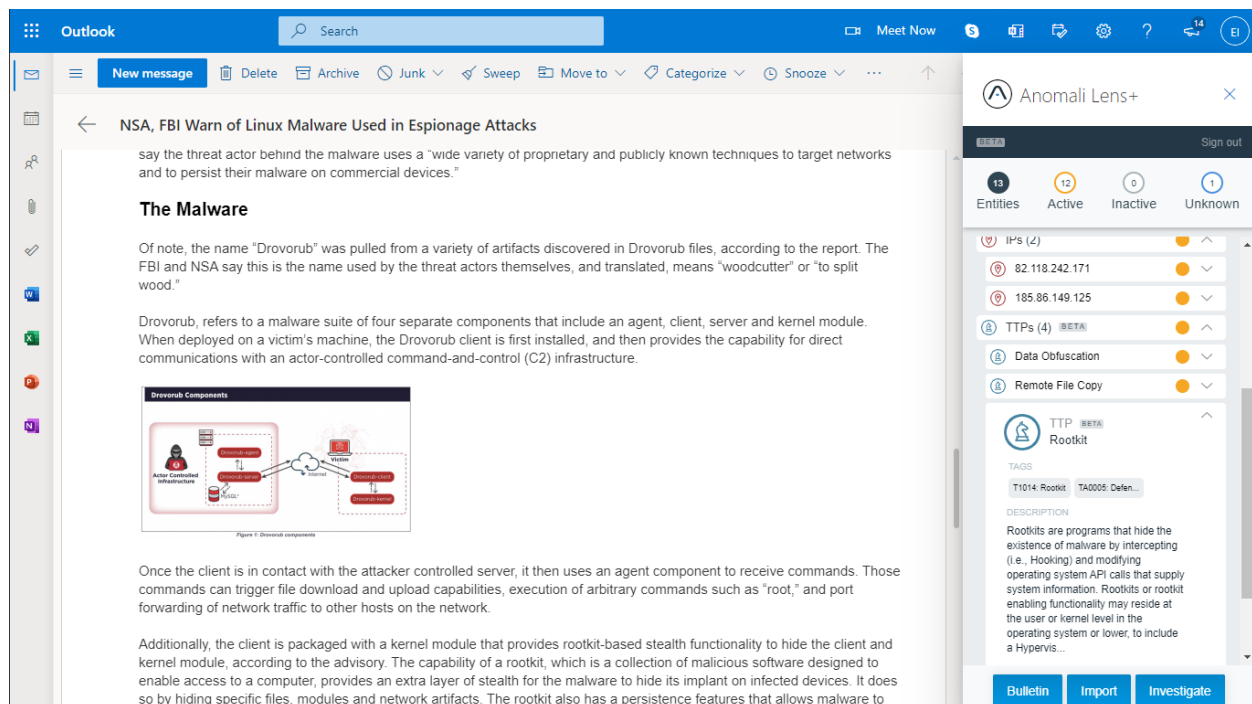 Outlook
Search
Meet Now
14
EI
New message
Delete
Archive
Junk
Sweep
Move to
Categorize
Snooze
NSA, FBI Warn of Linux Malware Used in Espionage Attacks
say the threat actor behind the malware uses a “wide variety of proprietary and publicly known techniques to target networks
and to persist their malware on commercial devices.”
The Malware
Of note, the name “Drovorub” was pulled from a variety of artifacts discovered in Drovorub files, according to the report. The
FBI and NSA say this is the name used by the threat actors themselves, and translated, means “woodcutter” or “to split
wood.”
Drovorub, refers to a malware suite of four separate components that include an agent, client, server and kernel module.
When deployed on a victim’s machine, the Drovorub client is first installed, and then provides the capability for direct
communications with an actor-controlled command-and-control (C2) infrastructure.
Drovorub Components
Actor Controlled
Infrastructure
Drovorub-agent
Drovorub-server
MySQL*
Internet
Victim
Drovorub-client
Drovorub-kernel
Figure 1: Drovorub components
Once the client is in contact with the attacker controlled server, it then uses an agent component to receive commands. Those
commands can trigger file download and upload capabilities, execution of arbitrary commands such as “root,” and port
forwarding of network traffic to other hosts on the network.
Additionally, the client is packaged with a kernel module that provides rootkit-based stealth functionality to hide the client and
kernel module, according to the advisory. The capability of a rootkit, which is a collection of malicious software designed to
enable access to a computer, provides an extra layer of stealth for the malware to hide its implant on infected devices. It does
so by hiding specific files, modules and network artifacts. The rootkit also has a persistence features that allows malware to
Anomali Lens+
BETA
Sign out
13
Entities
12
Active
0
Inactive
1
Unknown
IPs (2)
82.118.242.171
185.86.149.125
TTPs (4) BETA
Data Obfuscation
Remote File Copy
TTP BETA
Rootkit
TAGS
T1014: Rootkit TA0005: Defen...
DESCRIPTION
Rootkits are programs that hide the
existence of malware by intercepting
(i.e., Hooking) and modifying
operating system API calls that supply
system information. Rootkits or rootkit
enabling functionality may reside at
the user or kernel level in the
operating system or lower, to include
a Hypervis...
Bulletin
Import
Investigate